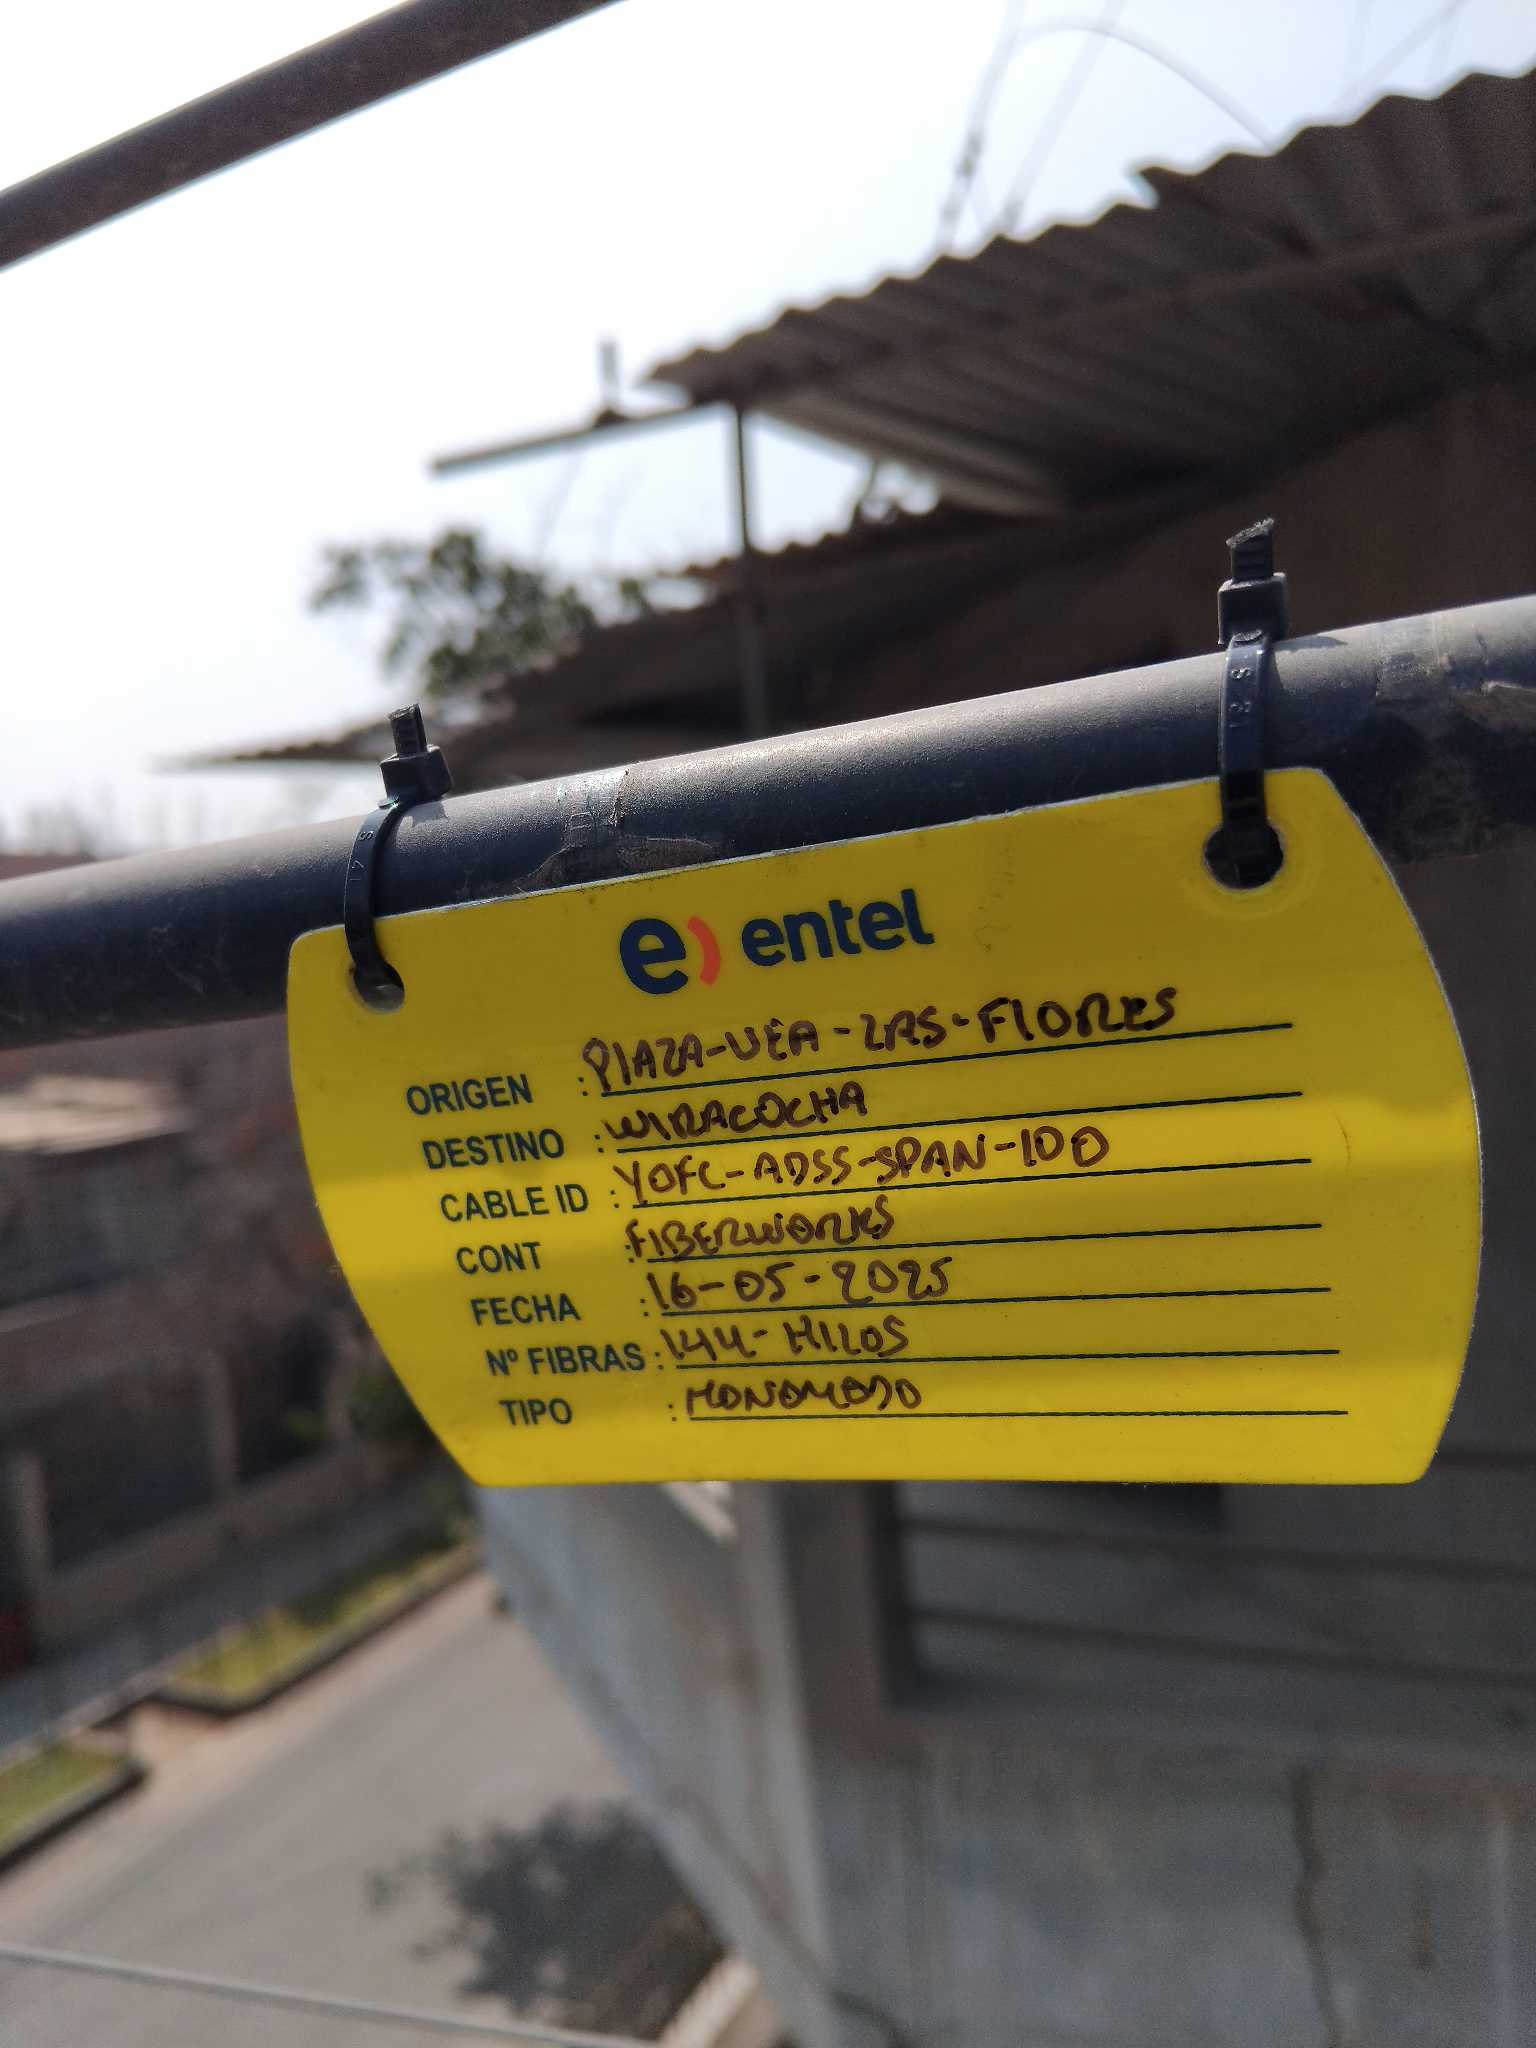 e) entel
ORIGEN : PlAZA-VEA-LAS-FlORES
DESTINO : WIRACOCHA
CABLE ID : YOFC-ADSS-SPAN-100
CONT : FIBERWORKS
FECHA : 16-05-2025
Nº FIBRAS : 144-HILOS
TIPO : MONOMODO